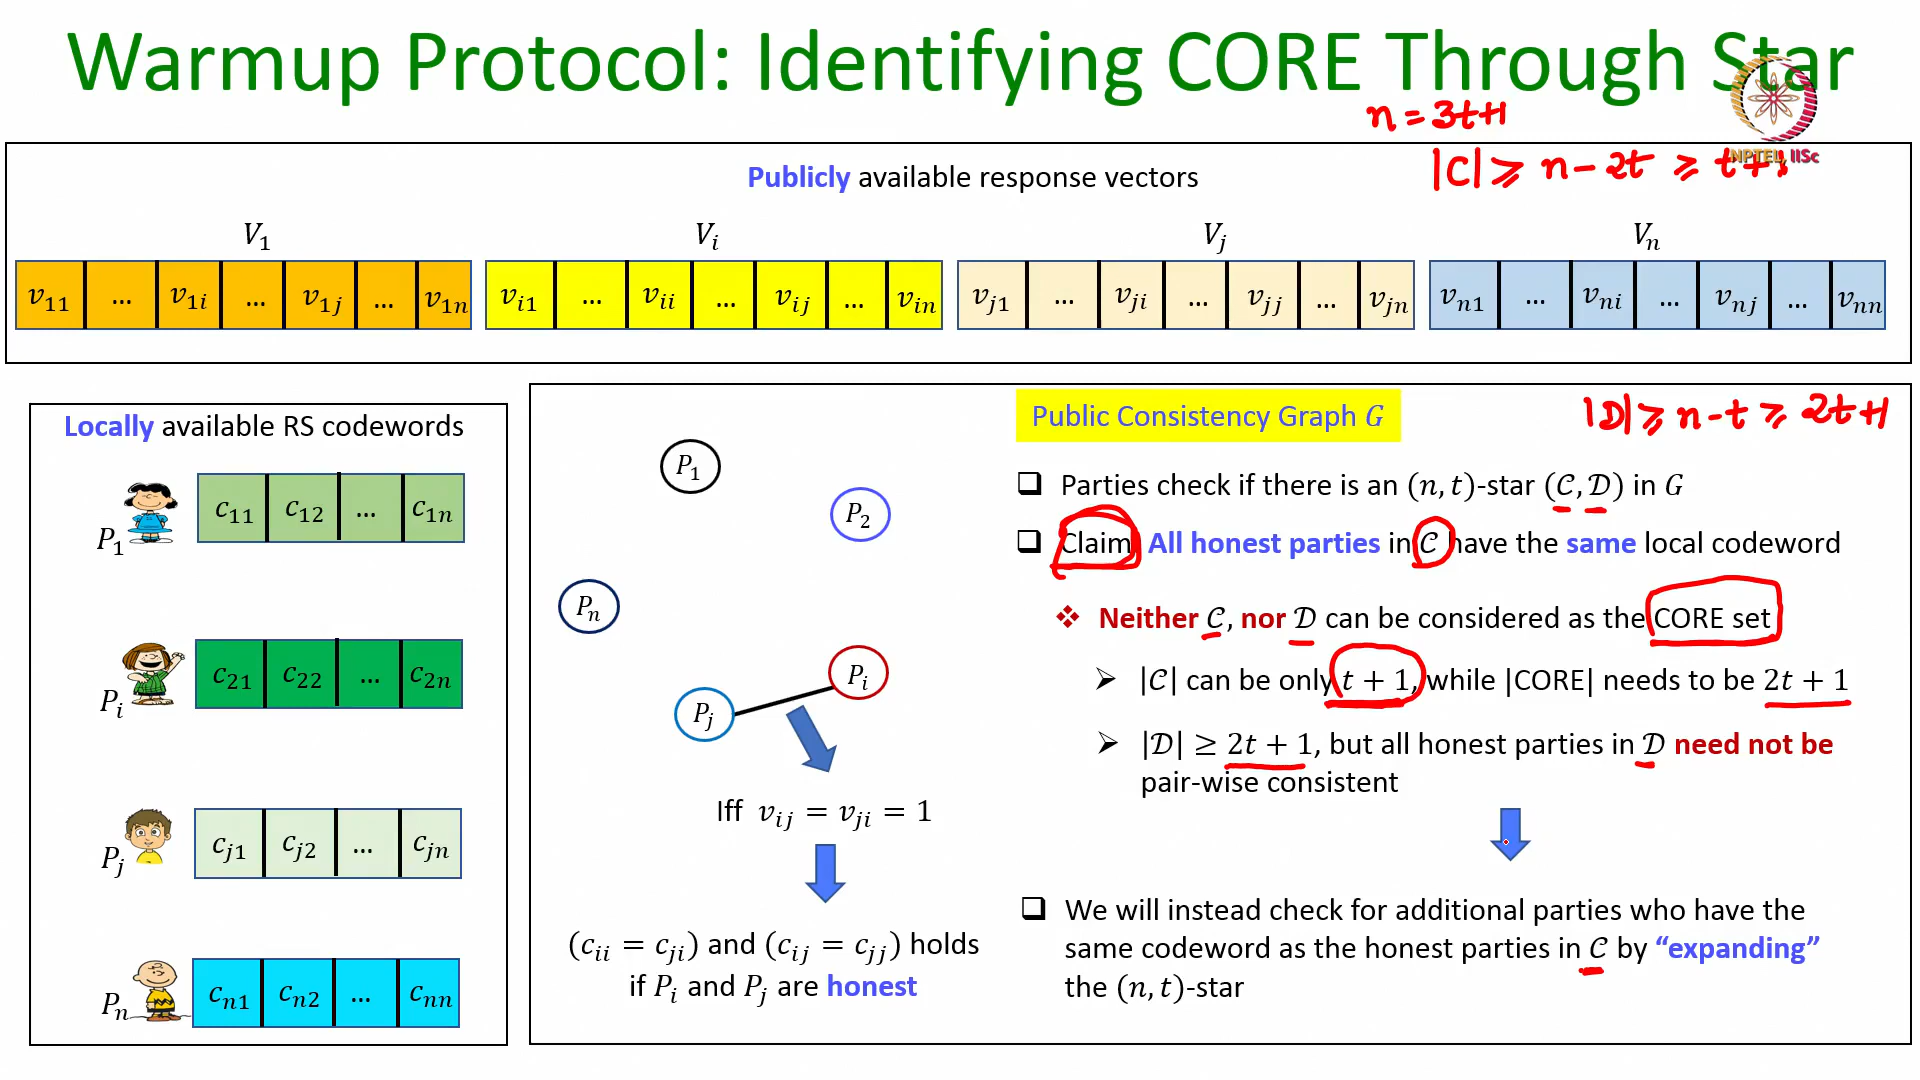 Warmup Protocol: Identifying CORE Through Star
n = 3t+1
NPTEL, IISc
|C| ⩾ n - 2t ⩾ t+1
Publicly available response vectors
V₁ Vᵢ Vⱼ Vₙ
v₁₁ ... v₁ᵢ ... v₁ⱼ ... v₁ₙ vᵢ₁ ... vᵢᵢ ... vᵢⱼ ... vᵢₙ vⱼ₁ ... vⱼᵢ ... vⱼⱼ ... vⱼₙ vₙ₁ ... vₙᵢ ... vₙⱼ ... vₙₙ
Locally available RS codewords
P₁ c₁₁ c₁₂ ... c₁ₙ
Pᵢ c₂₁ c₂₂ ... c₂ₙ
Pⱼ cⱼ₁ cⱼ₂ ... cⱼₙ
Pₙ cₙ₁ cₙ₂ ... cₙₙ
P₁
P₂
Pₙ
Pᵢ
Pⱼ
Iff vᵢⱼ = vⱼᵢ = 1
(cᵢᵢ = cⱼᵢ) and (cᵢⱼ = cⱼⱼ) holds
if Pᵢ and Pⱼ are honest
Public Consistency Graph G
|D| ⩾ n-t ⩾ 2t+1
❑ Parties check if there is an (n, t)-star (𝒞, 𝒟) in G
❑ Claim All honest parties in 𝒞 have the same local codeword
❖ Neither 𝒞, nor 𝒟 can be considered as the CORE set
➢ |𝒞| can be only t + 1, while |CORE| needs to be 2t + 1
➢ |𝒟| ≥ 2t + 1, but all honest parties in 𝒟 need not be
pair-wise consistent
❑ We will instead check for additional parties who have the
same codeword as the honest parties in 𝒞 by “expanding”
the (n, t)-star